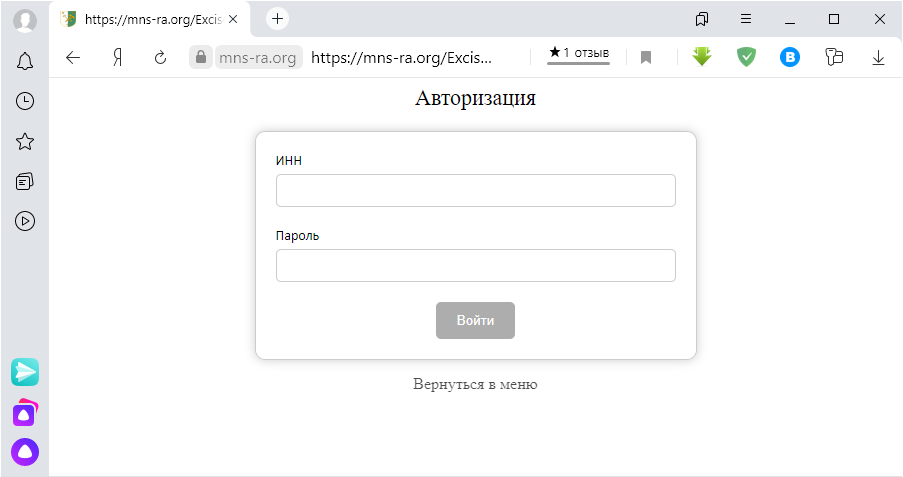 https://mns-ra.org/Excis
mns-ra.org https://mns-ra.org/Excis... ★1 отзыв
Авторизация
ИНН
Пароль
Войти
Вернуться в меню